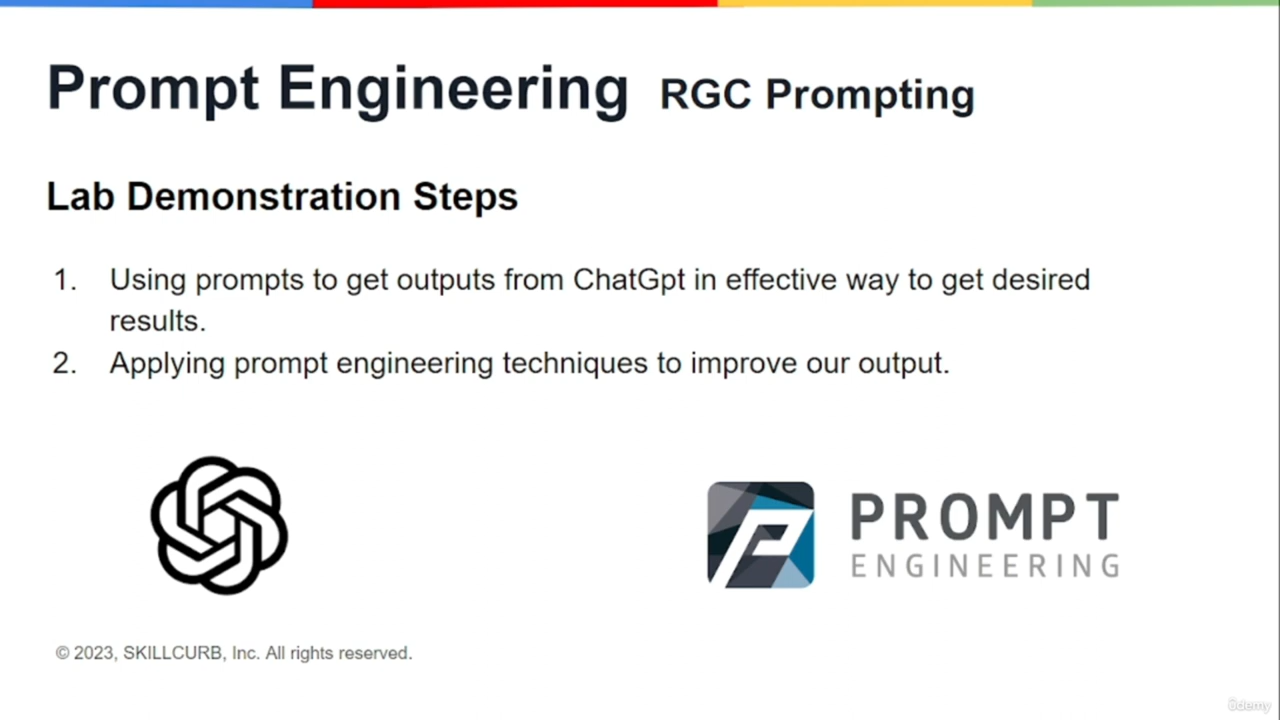 Prompt Engineering RGC Prompting
Lab Demonstration Steps
1. Using prompts to get outputs from ChatGpt in effective way to get desired
results.
2. Applying prompt engineering techniques to improve our output.
PROMPT
ENGINEERING
© 2023, SKILLCURB, Inc. All rights reserved.
ûdemy